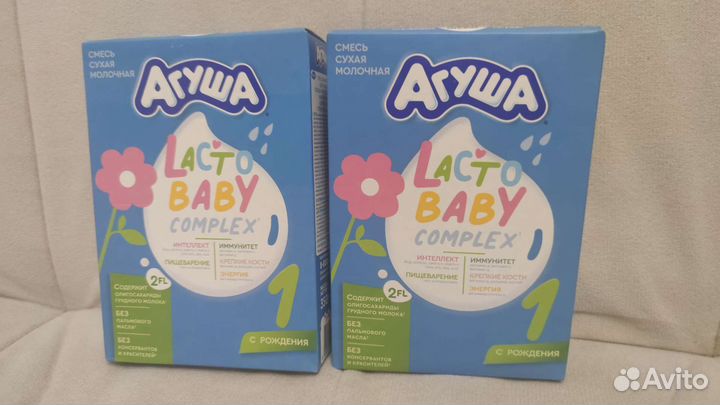 СМЕСЬ
СУХАЯ
МОЛОЧНАЯ
АГУША
LACTO
BABY
COMPLEX
ИНТЕЛЛЕКТ
ИММУНИТЕТ
ПИЩЕВАРЕНИЕ
КРЕПКИЕ КОСТИ
ЭНЕРГИЯ
2FL
СОДЕРЖИТ
ОЛИГОСАХАРИДЫ
ГРУДНОГО МОЛОКА
БЕЗ
ПАЛЬМОВОГО
МАСЛА
БЕЗ
КОНСЕРВАНТОВ
И КРАСИТЕЛЕЙ
1
С РОЖДЕНИЯ
СМЕСЬ
СУХАЯ
МОЛОЧНАЯ
АГУША
LACTO
BABY
COMPLEX
ИНТЕЛЛЕКТ
ИММУНИТЕТ
ПИЩЕВАРЕНИЕ
КРЕПКИЕ КОСТИ
ЭНЕРГИЯ
2FL
СОДЕРЖИТ
ОЛИГОСАХАРИДЫ
ГРУДНОГО МОЛОКА
БЕЗ
ПАЛЬМОВОГО
МАСЛА
БЕЗ
КОНСЕРВАНТОВ
И КРАСИТЕЛЕЙ
1
С РОЖДЕНИЯ
Avito